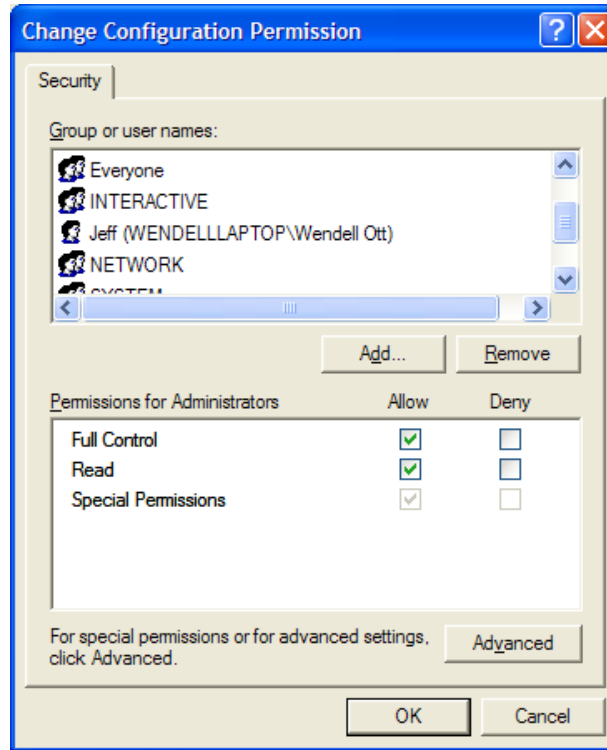 Change Configuration Permission
Security
Group or user names:
Everyone
INTERACTIVE
Jeff (WENDELLLAPTOP\Wendell Ott)
NETWORK
SYSTEM
Add... Remove
Permissions for Administrators Allow Deny
Full Control
Read
Special Permissions
For special permissions or for advanced settings, Advanced
click Advanced.
OK Cancel